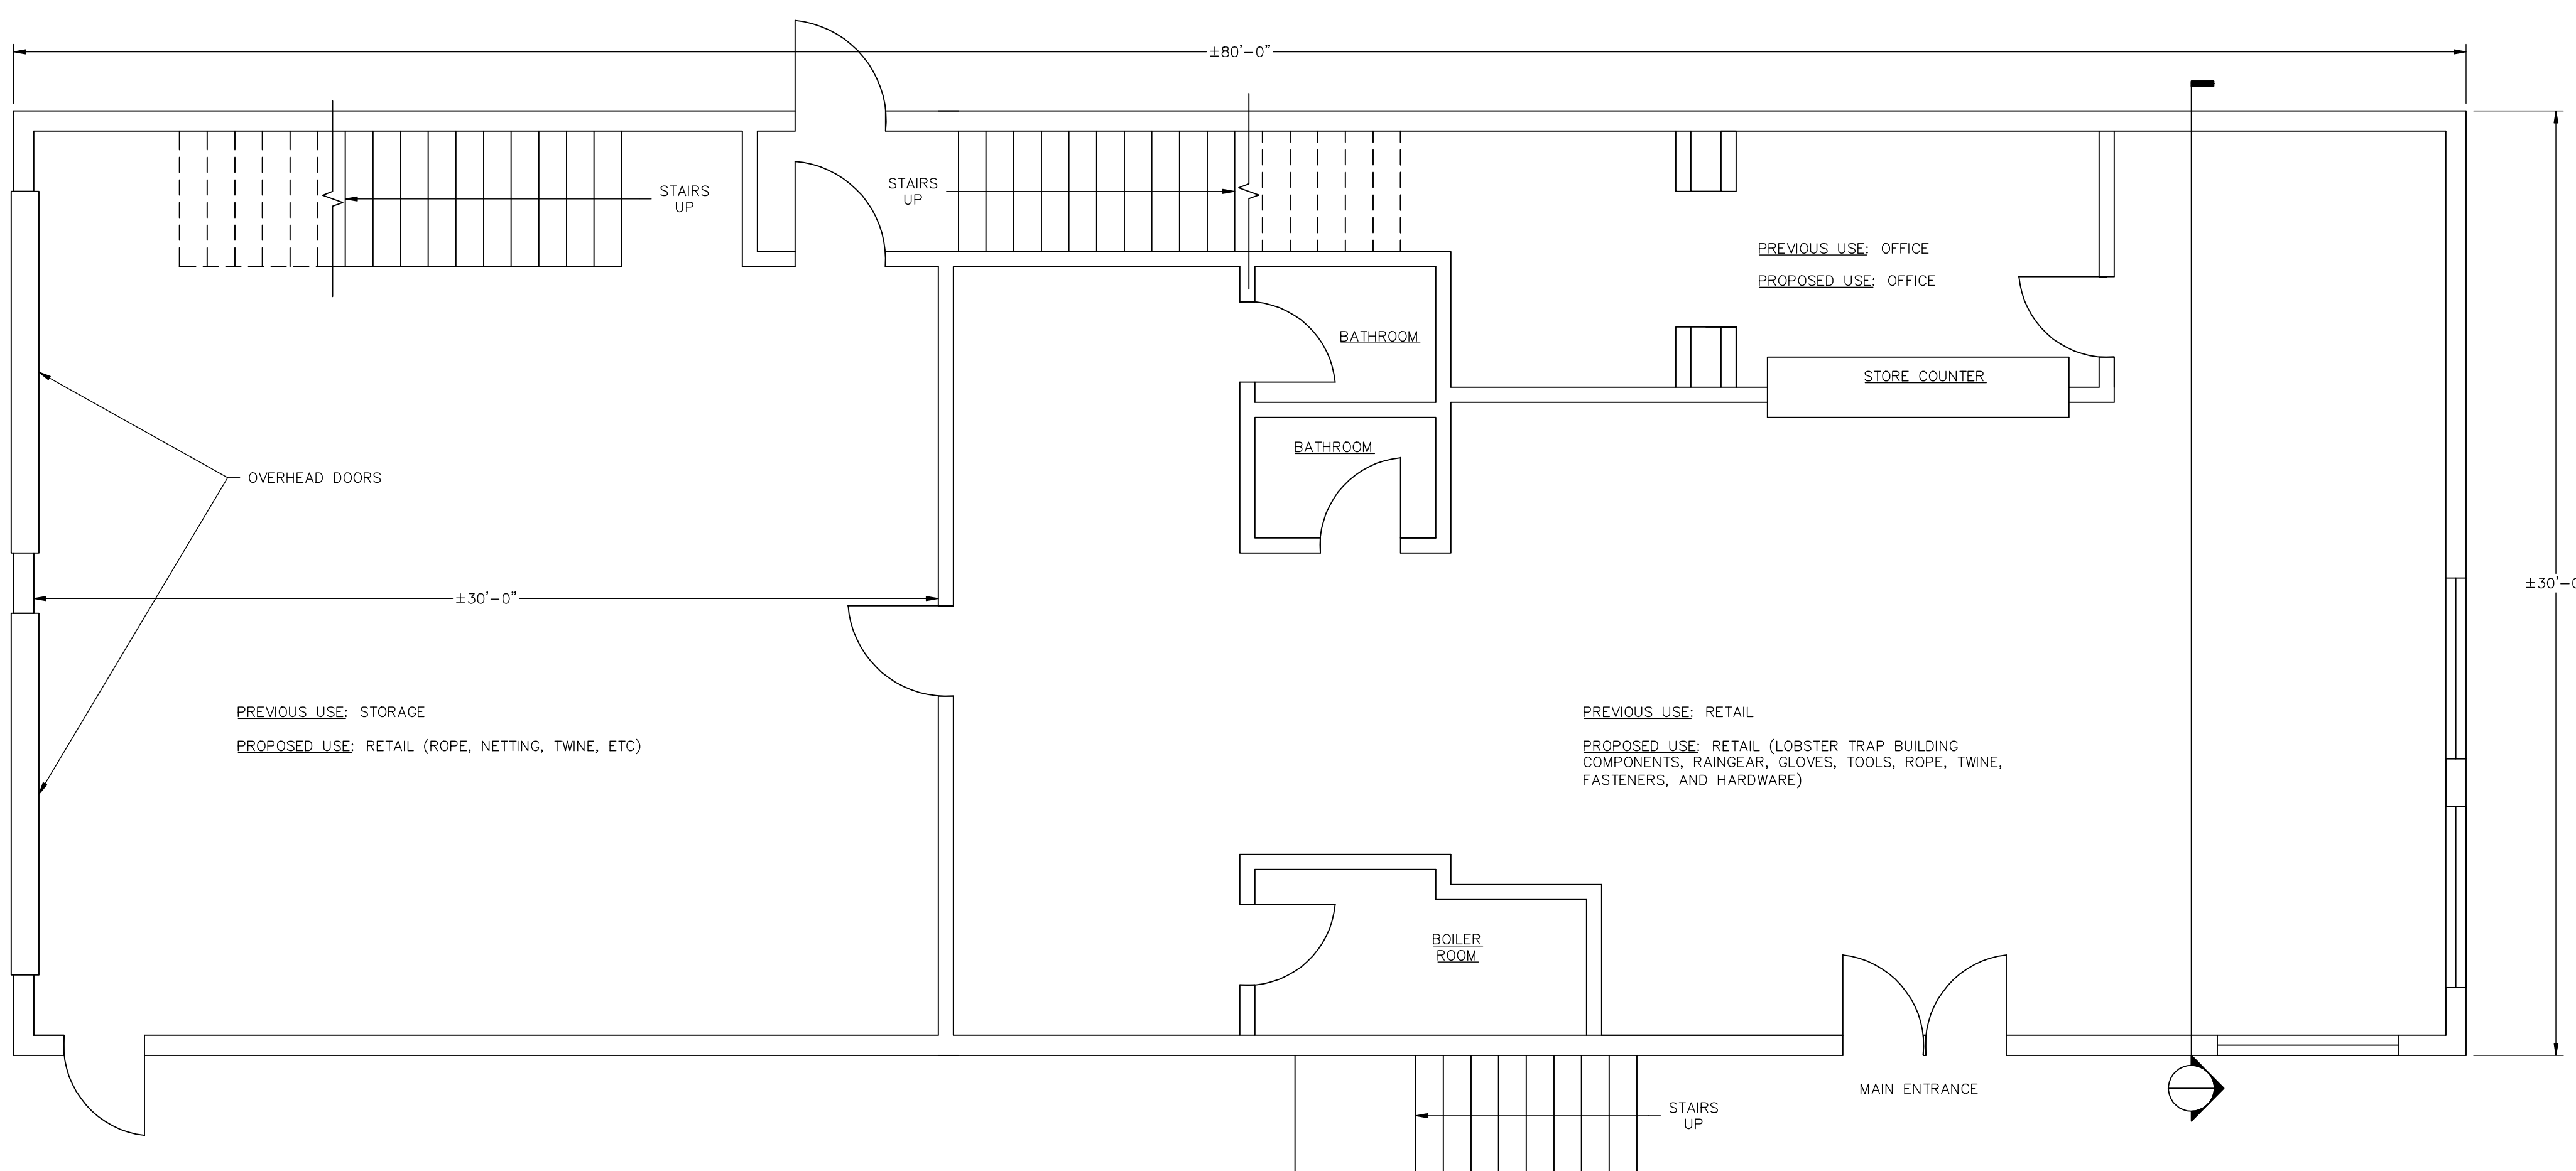 ±80'-0"
STAIRS
UP
STAIRS
UP
PREVIOUS USE: OFFICE
PROPOSED USE: OFFICE
BATHROOM
STORE COUNTER
BATHROOM
OVERHEAD DOORS
±30'-0"
±30'-0
PREVIOUS USE: STORAGE
PROPOSED USE: RETAIL (ROPE, NETTING, TWINE, ETC)
PREVIOUS USE: RETAIL
PROPOSED USE: RETAIL (LOBSTER TRAP BUILDING
COMPONENTS, RAINGEAR, GLOVES, TOOLS, ROPE, TWINE,
FASTENERS, AND HARDWARE)
BOILER
ROOM
MAIN ENTRANCE
STAIRS
UP